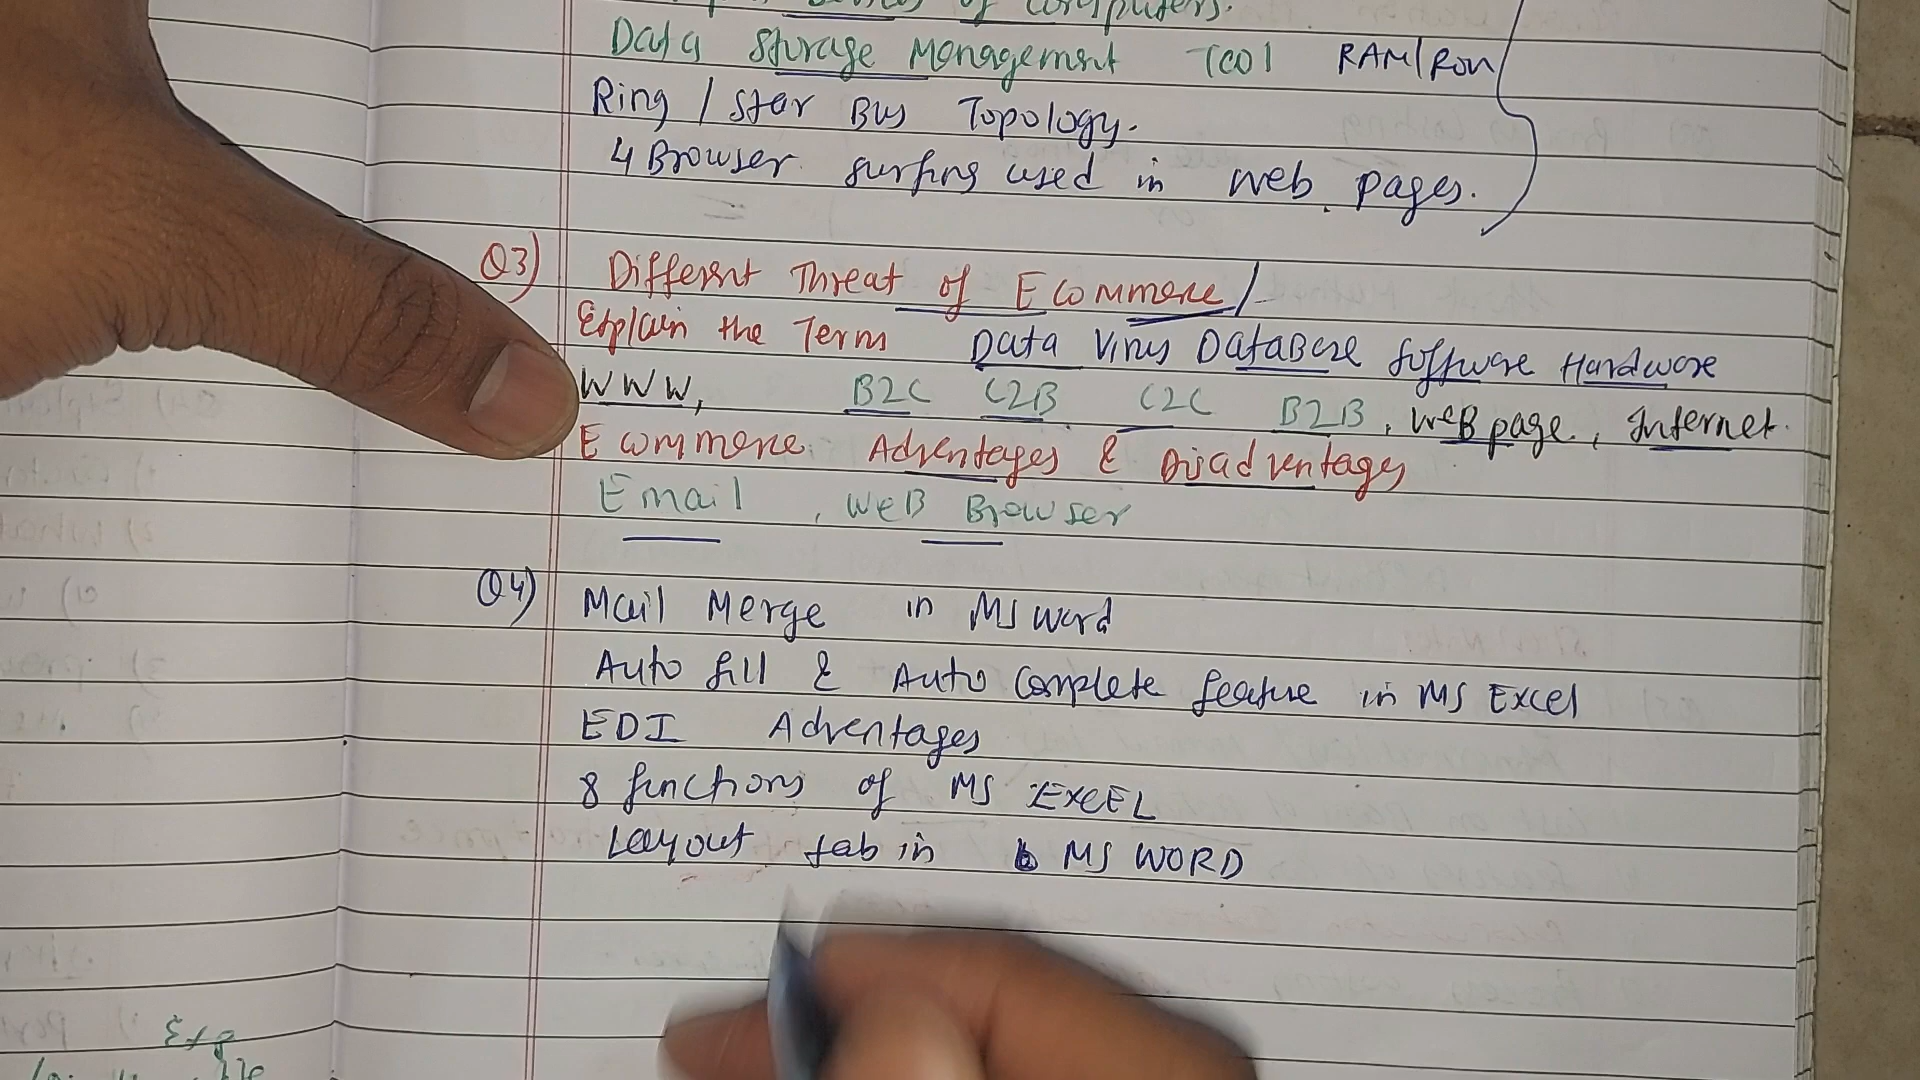 of computers.
Data Storage Management Tool RAM/Rom
Ring / Star Bus Topology.
4 Browser surfing used in web pages.
Q3) Different Threat of Ecommerce/
Explain the Term Data Virus DataBase Software Hardware
WWW, B2C C2B C2C B2B, WeB page, Internet.
Ecommerce Advantages & Disadvantages
Email, WeB Browser
Q4) Mail Merge in MS Word
Auto fill & Auto Complete feature in MS Excel
EDI Advantages
8 functions of MS EXCEL
Layout tab in MS WORD